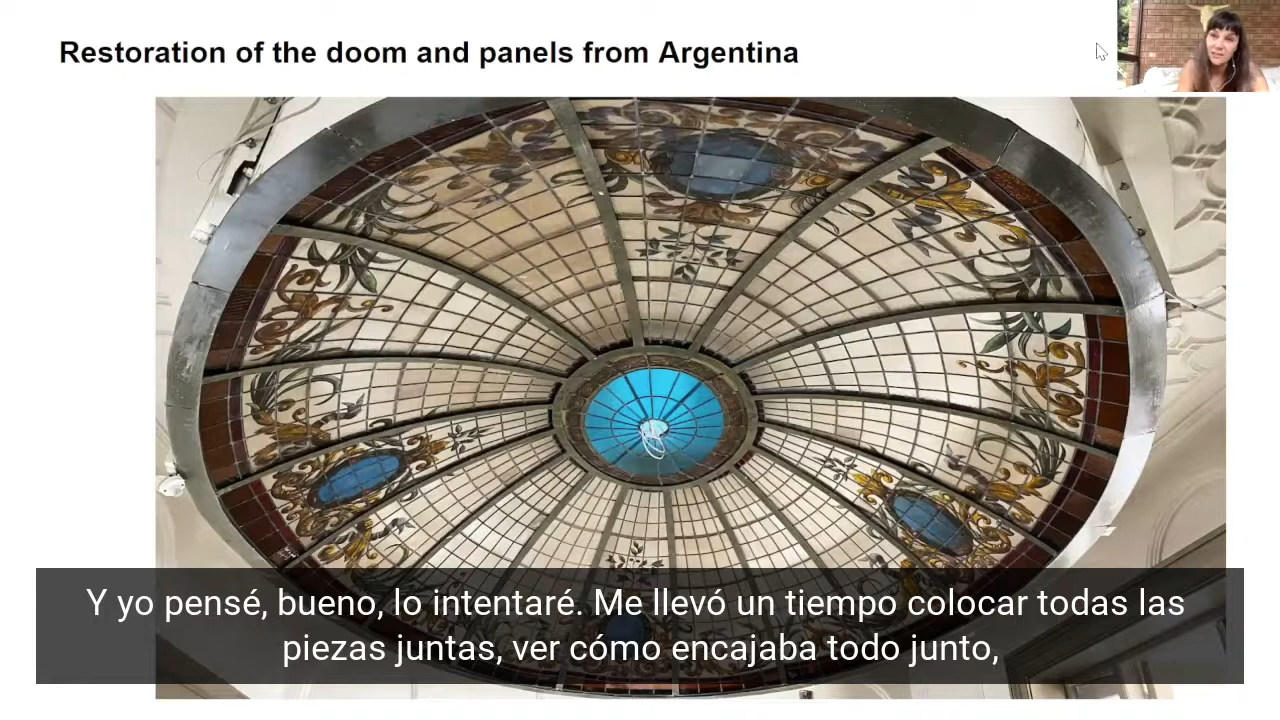 Restoration of the doom and panels from Argentina
Y yo pensé, bueno, lo intentaré. Me llevó un tiempo colocar todas las
piezas juntas, ver cómo encajaba todo junto,